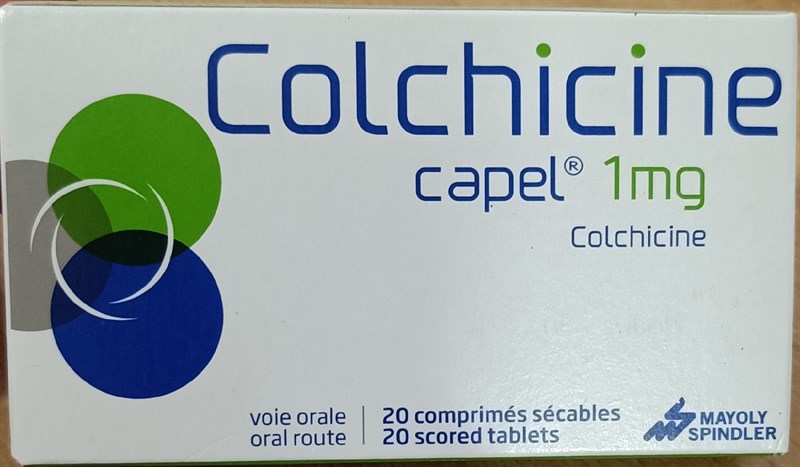 Colchicine
capel® 1mg
Colchicine
voie orale
oral route
20 comprimés sécables
20 scored tablets
MAYOLY
SPINDLER